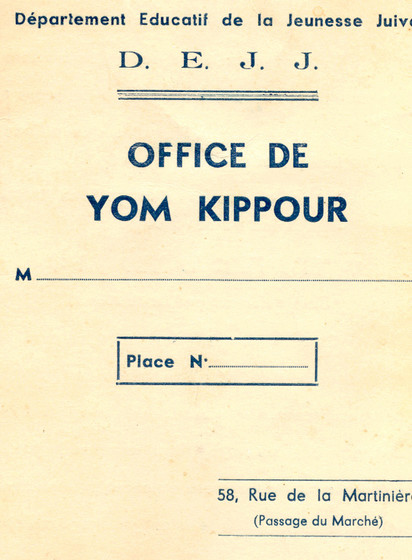 Département Educatif de la Jeunesse Juive
D. E. J. J.
OFFICE DE
YOM KIPPOUR
M
Place N·
58, Rue de la Martinière
(Passage du Marché)